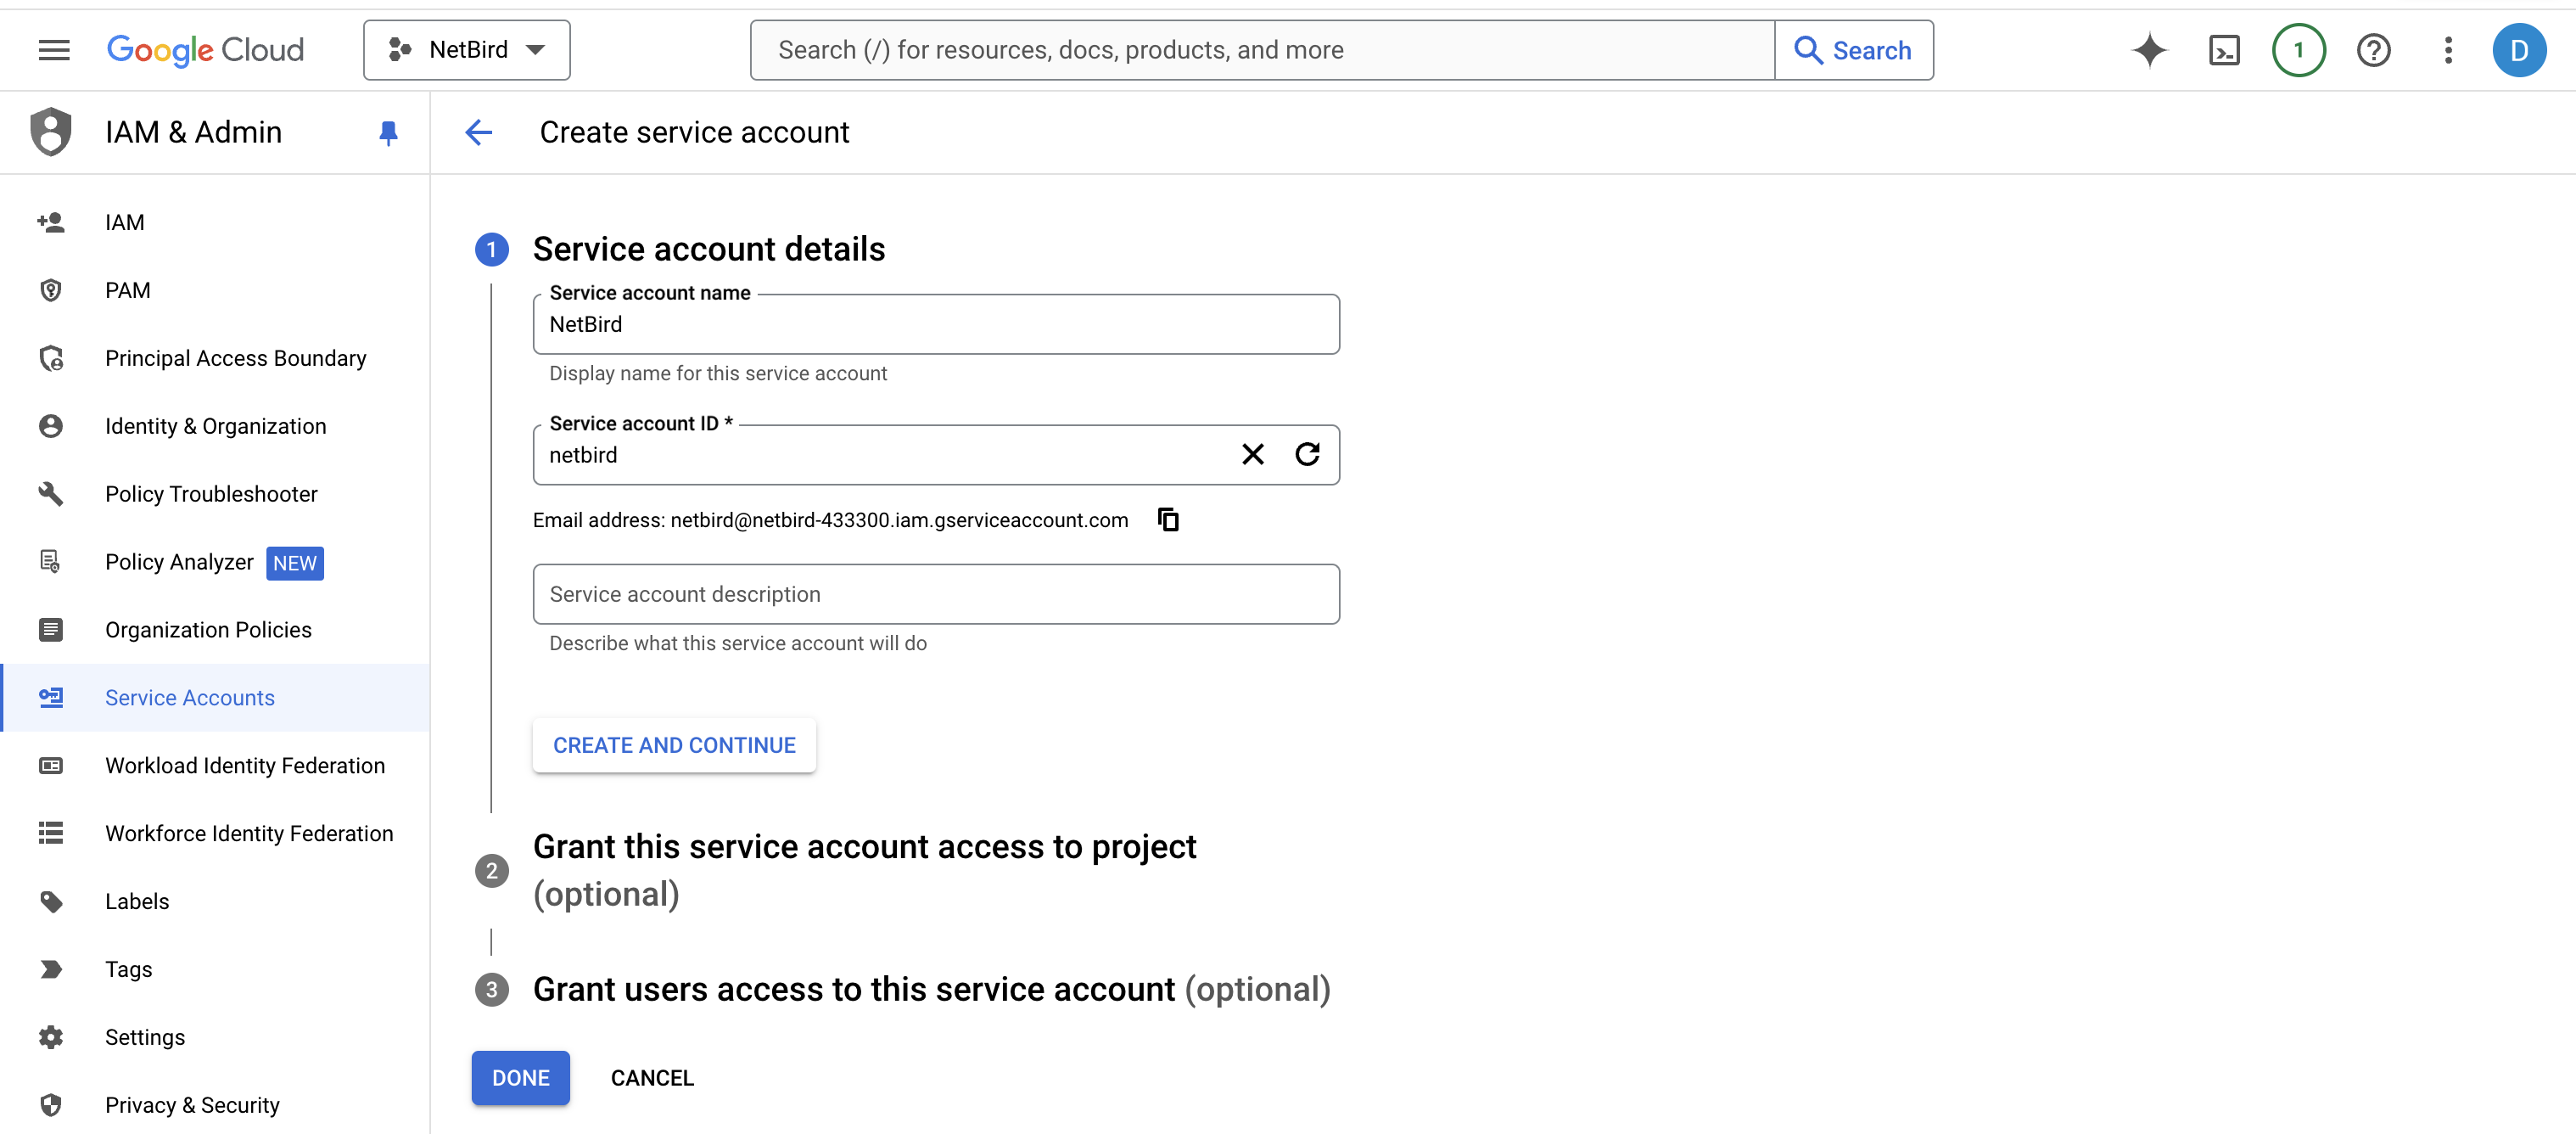 Google Cloud
NetBird
Search (/) for resources, docs, products, and more
Search
1
D
IAM & Admin
Create service account
IAM
PAM
Principal Access Boundary
Identity & Organization
Policy Troubleshooter
Policy Analyzer NEW
Organization Policies
Service Accounts
Workload Identity Federation
Workforce Identity Federation
Labels
Tags
Settings
Privacy & Security
1 Service account details
Service account name
NetBird
Display name for this service account
Service account ID *
netbird
Email address: netbird@netbird-433300.iam.gserviceaccount.com
Service account description
Describe what this service account will do
CREATE AND CONTINUE
2 Grant this service account access to project
(optional)
3 Grant users access to this service account (optional)
DONE
CANCEL